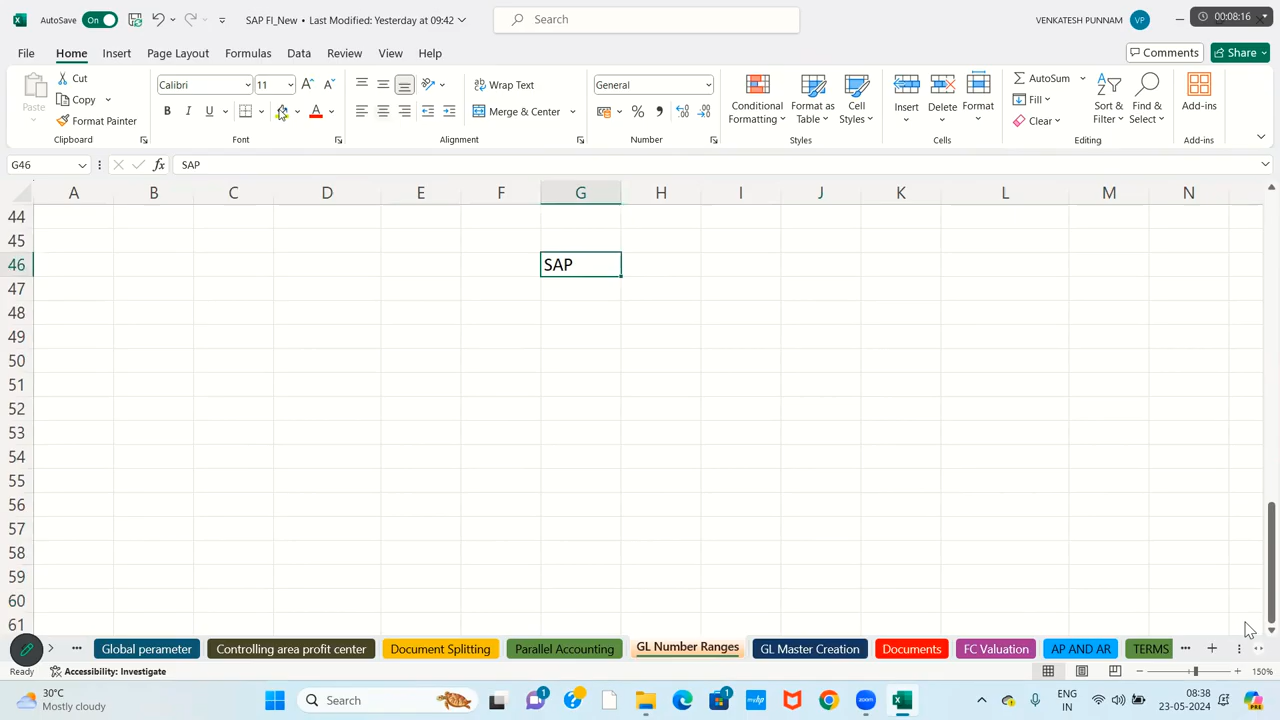 AutoSave On SAP FI_New • Last Modified: Yesterday at 09:42 Search VENKATESH PUNNAM VP 00:08:16
File Home Insert Page Layout Formulas Data Review View Help Comments Share
Paste Cut Copy Format Painter Clipboard
Calibri 11 A A B I U A Font
Wrap Text Merge & Center Alignment
General % , Number
Conditional Formatting Format as Table Cell Styles Styles
Insert Delete Format Cells
AutoSum Fill Clear Sort & Filter Find & Select Editing
Add-ins Add-ins
G46 fx SAP
A B C D E F G H I J K L M N
44
45
46 SAP
47
48
49
50
51
52
53
54
55
56
57
58
59
60
61
Global perameter Controlling area profit center Document Splitting Parallel Accounting GL Number Ranges GL Master Creation Documents FC Valuation AP AND AR TERMS
Ready Accessibility: Investigate 150%
30°C Mostly cloudy Search 1 myhp 1 zoom ENG IN 08:38 23-05-2024